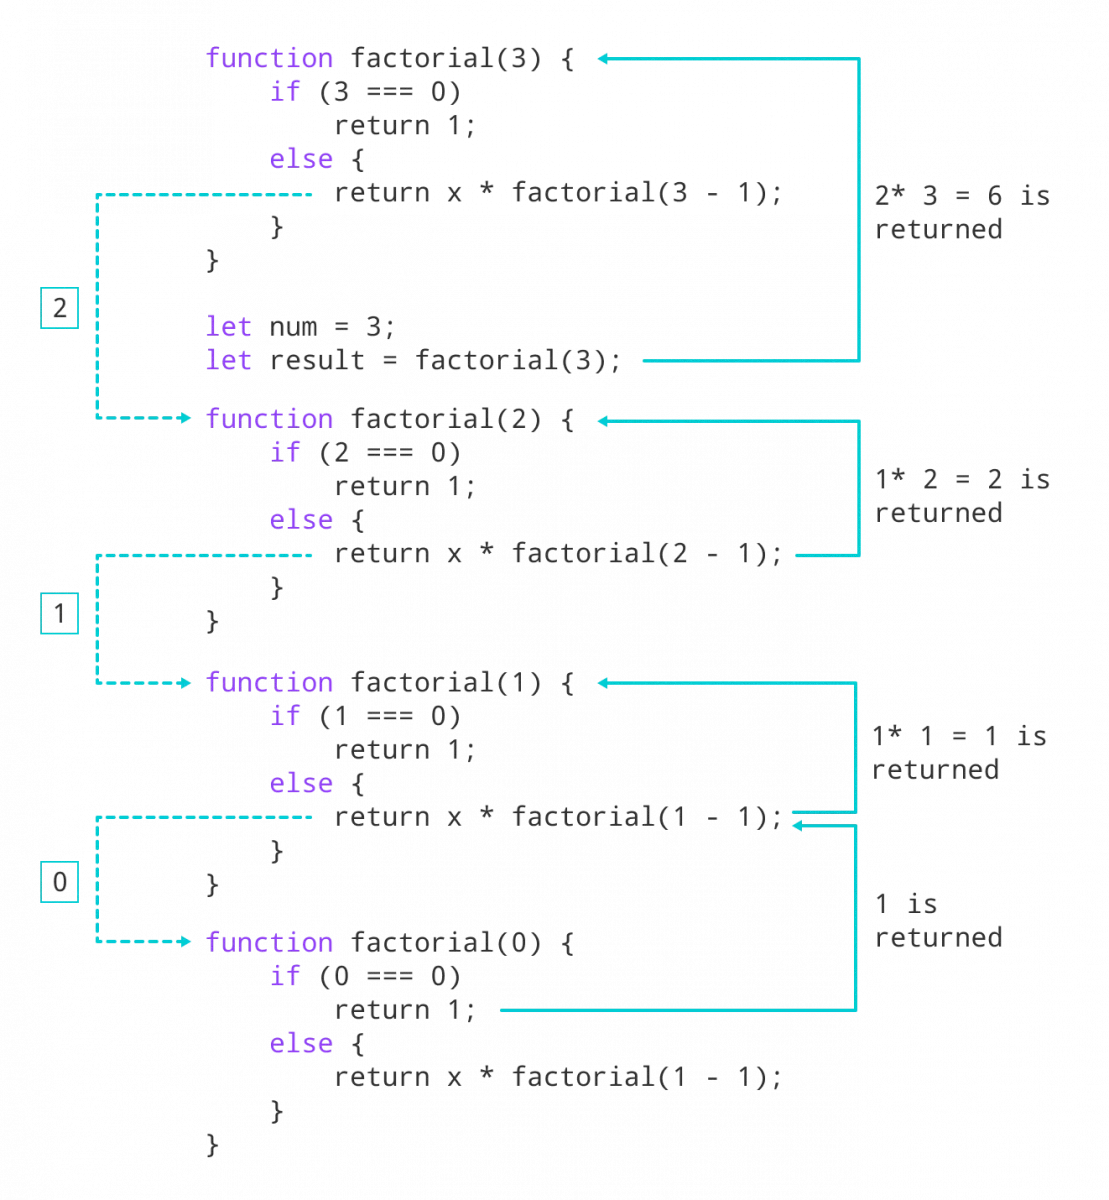 function factorial(3) {
if (3 === 0)
return 1;
else {
return x * factorial(3 - 1);
}
}
2* 3 = 6 is
returned
2
let num = 3;
let result = factorial(3);
function factorial(2) {
if (2 === 0)
return 1;
else {
return x * factorial(2 - 1);
}
}
1* 2 = 2 is
returned
1
function factorial(1) {
if (1 === 0)
return 1;
else {
return x * factorial(1 - 1);
}
}
1* 1 = 1 is
returned
0
function factorial(0) {
if (0 === 0)
return 1;
else {
return x * factorial(1 - 1);
}
}
1 is
returned